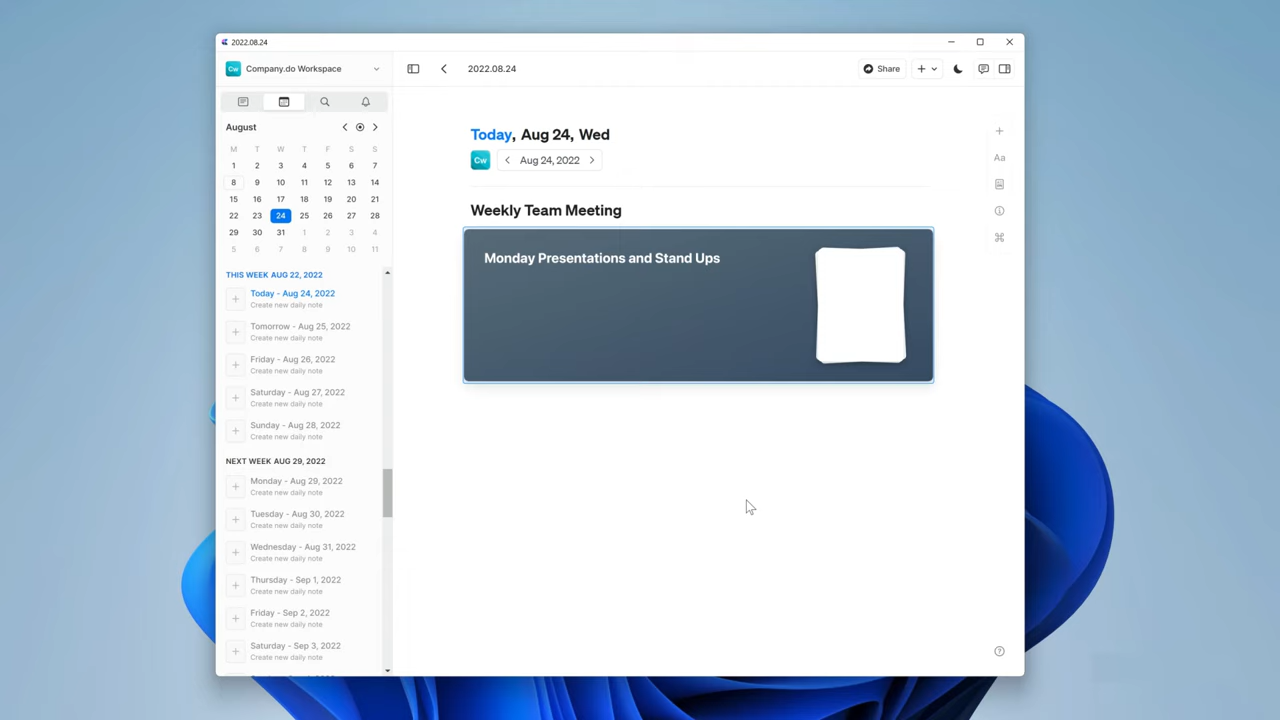 2022.08.24
Cw Company.do Workspace
2022.08.24
Share
August
M T W T F S S
1 2 3 4 5 6 7
8 9 10 11 12 13 14
15 16 17 18 19 20 21
22 23 24 25 26 27 28
29 30 31 1 2 3 4
5 6 7 8 9 10 11
THIS WEEK AUG 22, 2022
Today - Aug 24, 2022
Create new daily note
Tomorrow - Aug 25, 2022
Create new daily note
Friday - Aug 26, 2022
Create new daily note
Saturday - Aug 27, 2022
Create new daily note
Sunday - Aug 28, 2022
Create new daily note
NEXT WEEK AUG 29, 2022
Monday - Aug 29, 2022
Create new daily note
Tuesday - Aug 30, 2022
Create new daily note
Wednesday - Aug 31, 2022
Create new daily note
Thursday - Sep 1, 2022
Create new daily note
Friday - Sep 2, 2022
Create new daily note
Saturday - Sep 3, 2022
Create new daily note
Today, Aug 24, Wed
Cw Aug 24, 2022
Weekly Team Meeting
Monday Presentations and Stand Ups
Aa